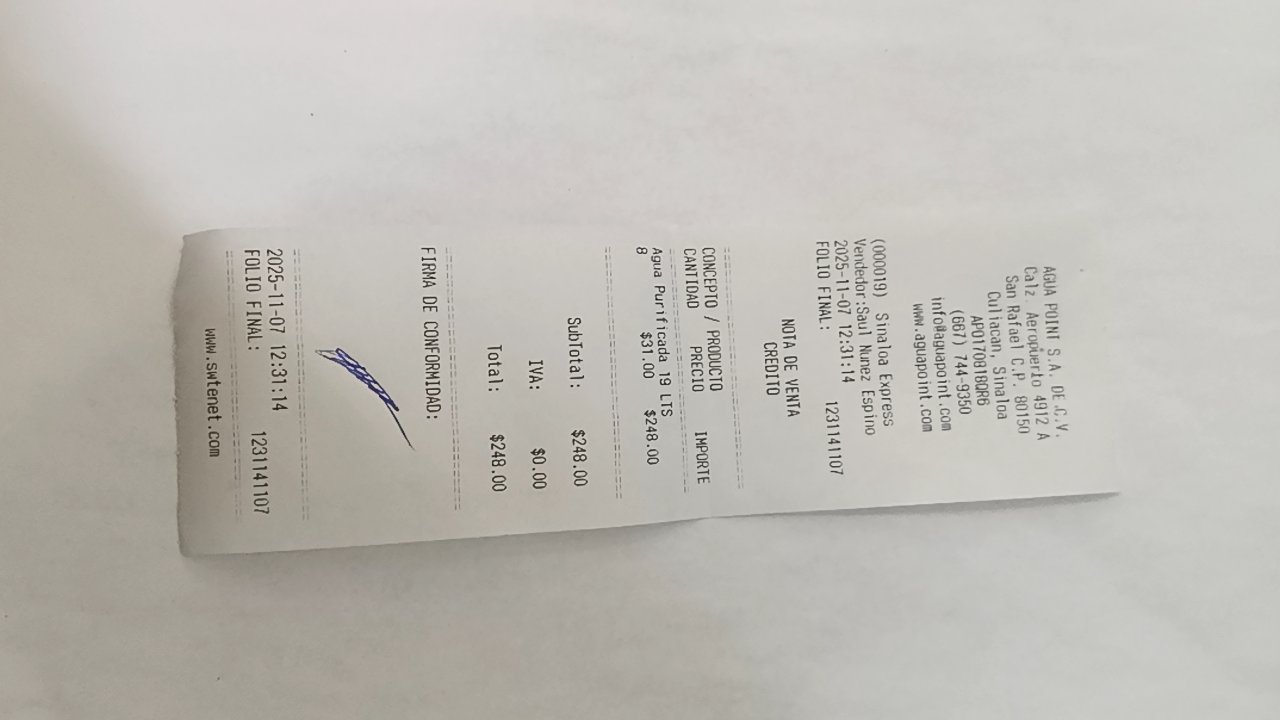 AGUA POINT S.A. DE .C.V.
Calz. Aeropuerto 4912 A
San Rafael C.P. 80150
Culiacan, Sinaloa
APO170818QR6
(667) 744-9350
info@aguapoint.com
www.aguapoint.com
(000019) Sinaloa Express
Vendedor:Saul Nunez Espino
2025-11-07 12:31:14
FOLIO FINAL: 1231141107
NOTA DE VENTA
CREDITO
CONCEPTO / PRODUCTO
CANTIDAD PRECIO IMPORTE
Agua Purificada 19 LTS
8 $31.00 $248.00
SubTotal: $248.00
IVA: $0.00
Total: $248.00
FIRMA DE CONFORMIDAD:
2025-11-07 12:31:14
FOLIO FINAL: 1231141107
www.swtenet.com